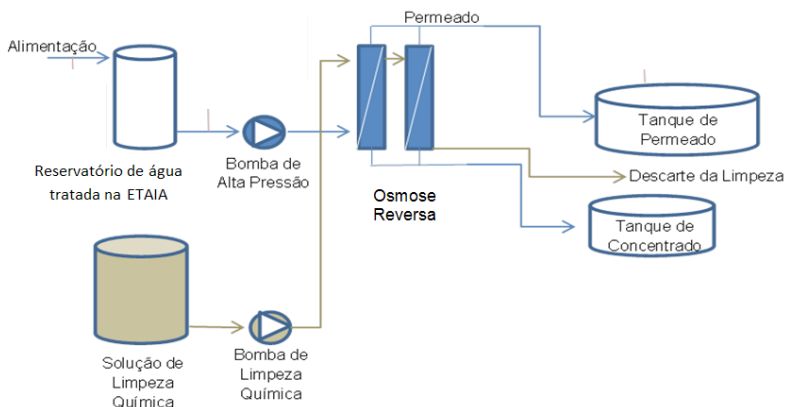 Permeado
Alimentação
Tanque de
Permeado
Reservatório de água
tratada na ETAIA
Bomba de
Alta Pressão
Descarte da Limpeza
Osmose
Reversa
Tanque de
Concentrado
Solução de
Limpeza
Química
Bomba de
Limpeza
Química